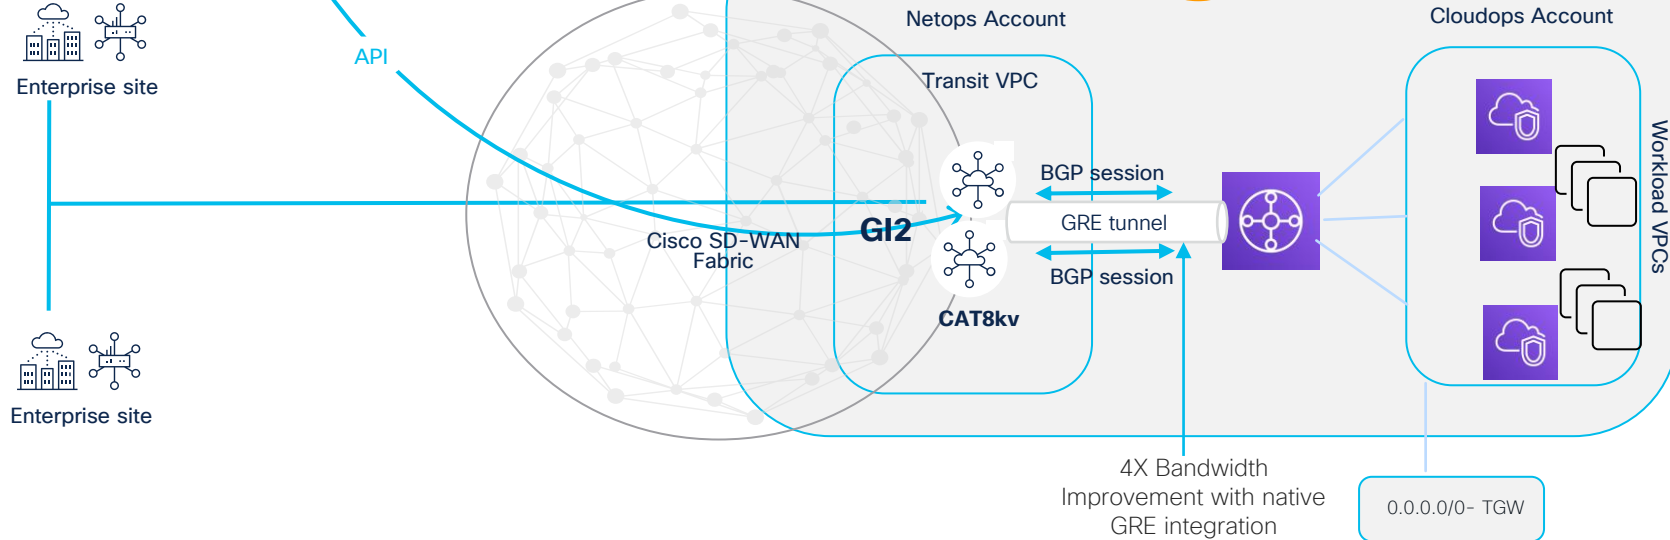 Netops Account
Cloudops Account
Enterprise site
API
Transit VPC
Workload VPCs
BGP session
GRE tunnel
GI2
Cisco SD-WAN
Fabric
BGP session
CAT8kv
Enterprise site
4X Bandwidth
Improvement with native
GRE integration
0.0.0.0/0- TGW